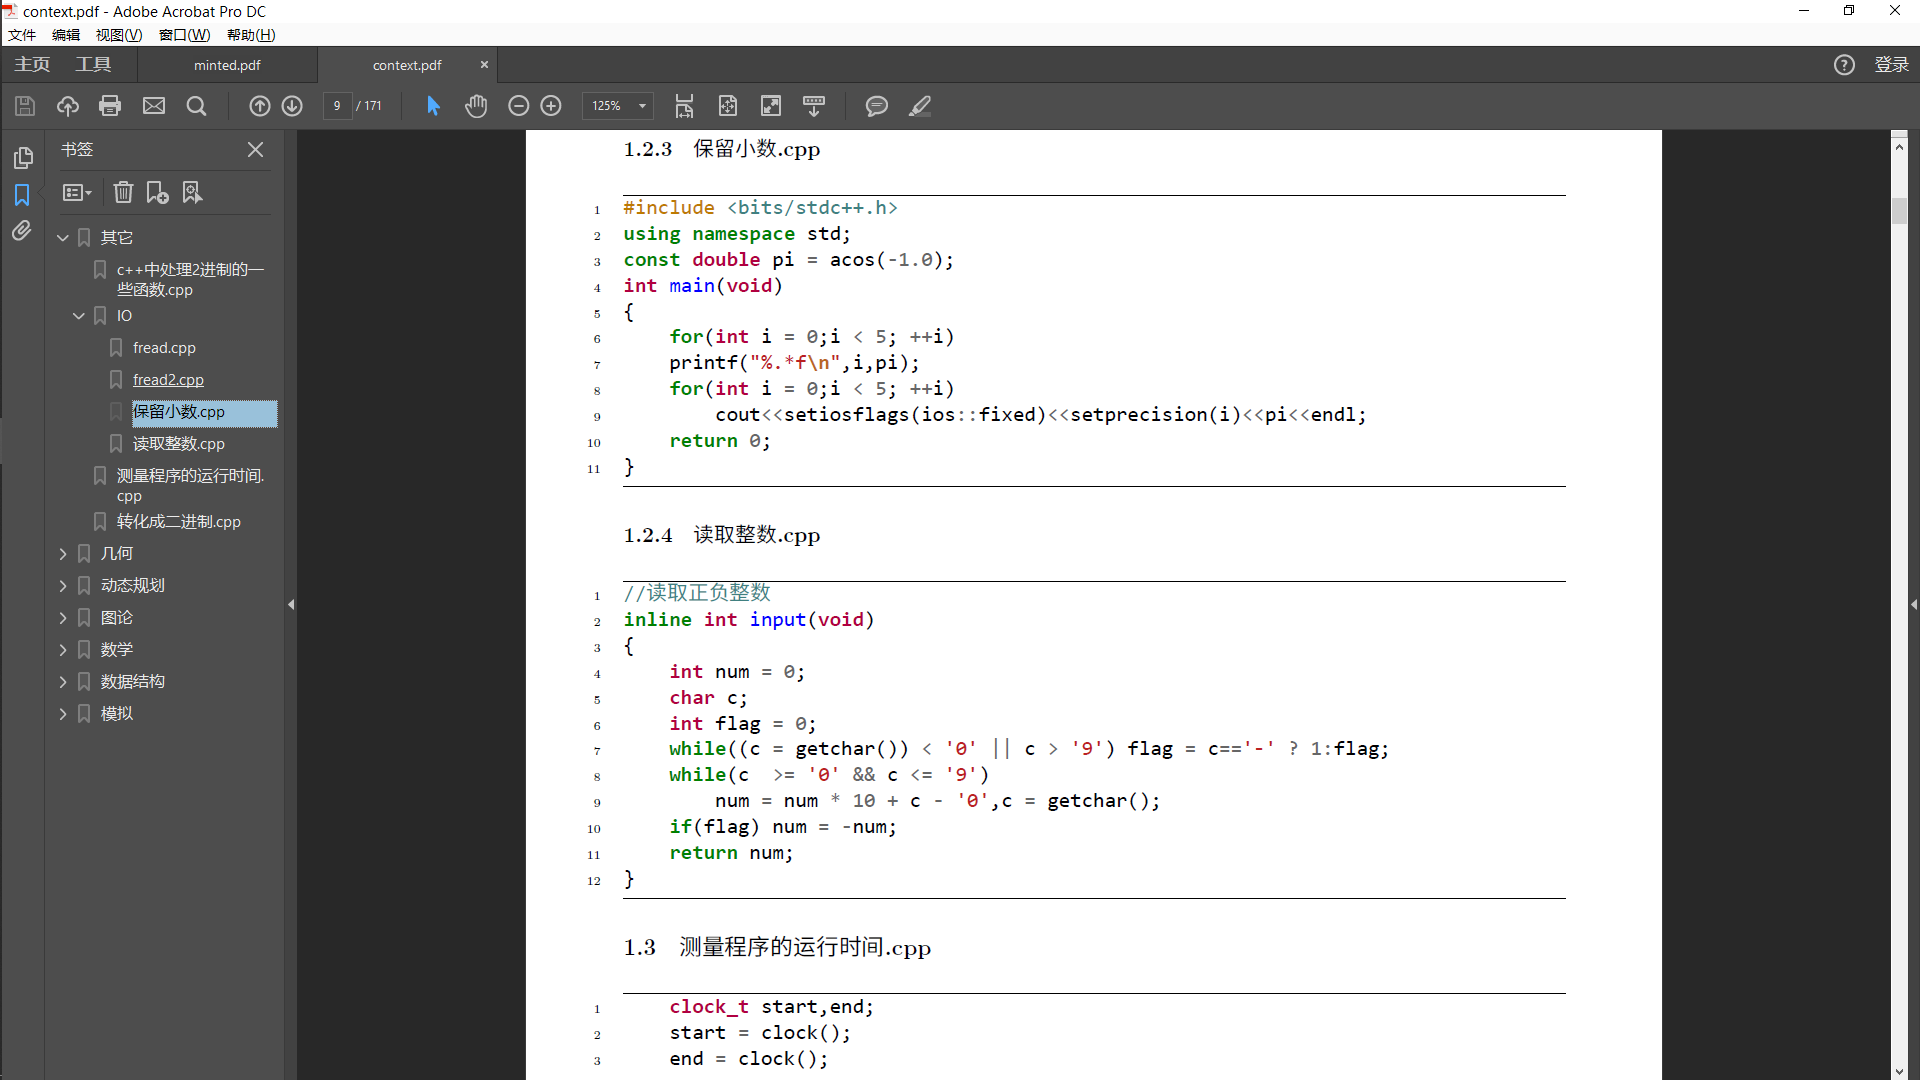 context.pdf - Adobe Acrobat Pro DC
文件 编辑 视图(V) 窗口(W) 帮助(H)
主页 工具 minted.pdf context.pdf × ? 登录
9 / 171 125%
书签
其它
c++中处理2进制的一
些函数.cpp
IO
fread.cpp
fread2.cpp
保留小数.cpp
读取整数.cpp
测量程序的运行时间.
cpp
转化成二进制.cpp
几何
动态规划
图论
数学
数据结构
模拟
1.2.3 保留小数.cpp
1 #include <bits/stdc++.h>
2 using namespace std;
3 const double pi = acos(-1.0);
4 int main(void)
5 {
6     for(int i = 0;i < 5; ++i)
7     printf("%.*f\n",i,pi);
8     for(int i = 0;i < 5; ++i)
9         cout<<setiosflags(ios::fixed)<<setprecision(i)<<pi<<endl;
10     return 0;
11 }
1.2.4 读取整数.cpp
1 //读取正负整数
2 inline int input(void)
3 {
4     int num = 0;
5     char c;
6     int flag = 0;
7     while((c = getchar()) < '0' || c > '9') flag = c=='-' ? 1:flag;
8     while(c  >= '0' && c <= '9')
9         num = num * 10 + c - '0',c = getchar();
10     if(flag) num = -num;
11     return num;
12 }
1.3 测量程序的运行时间.cpp
1     clock_t start,end;
2     start = clock();
3     end = clock();